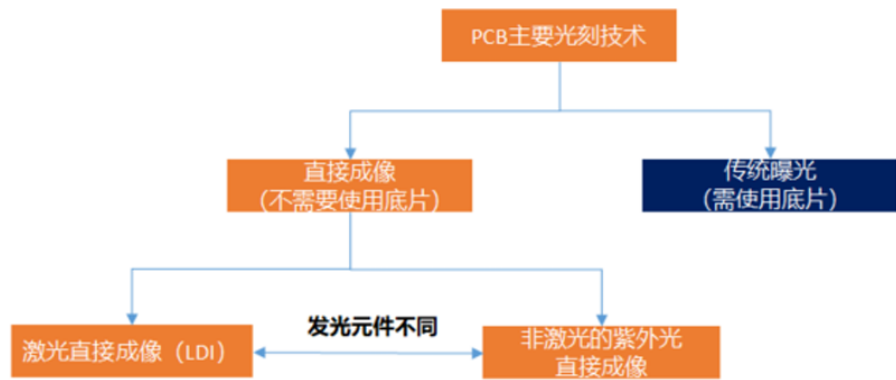 PCB主要光刻技术
直接成像
（不需要使用底片）
传统曝光
（需使用底片）
发光元件不同
激光直接成像（LDI）
非激光的紫外光
直接成像